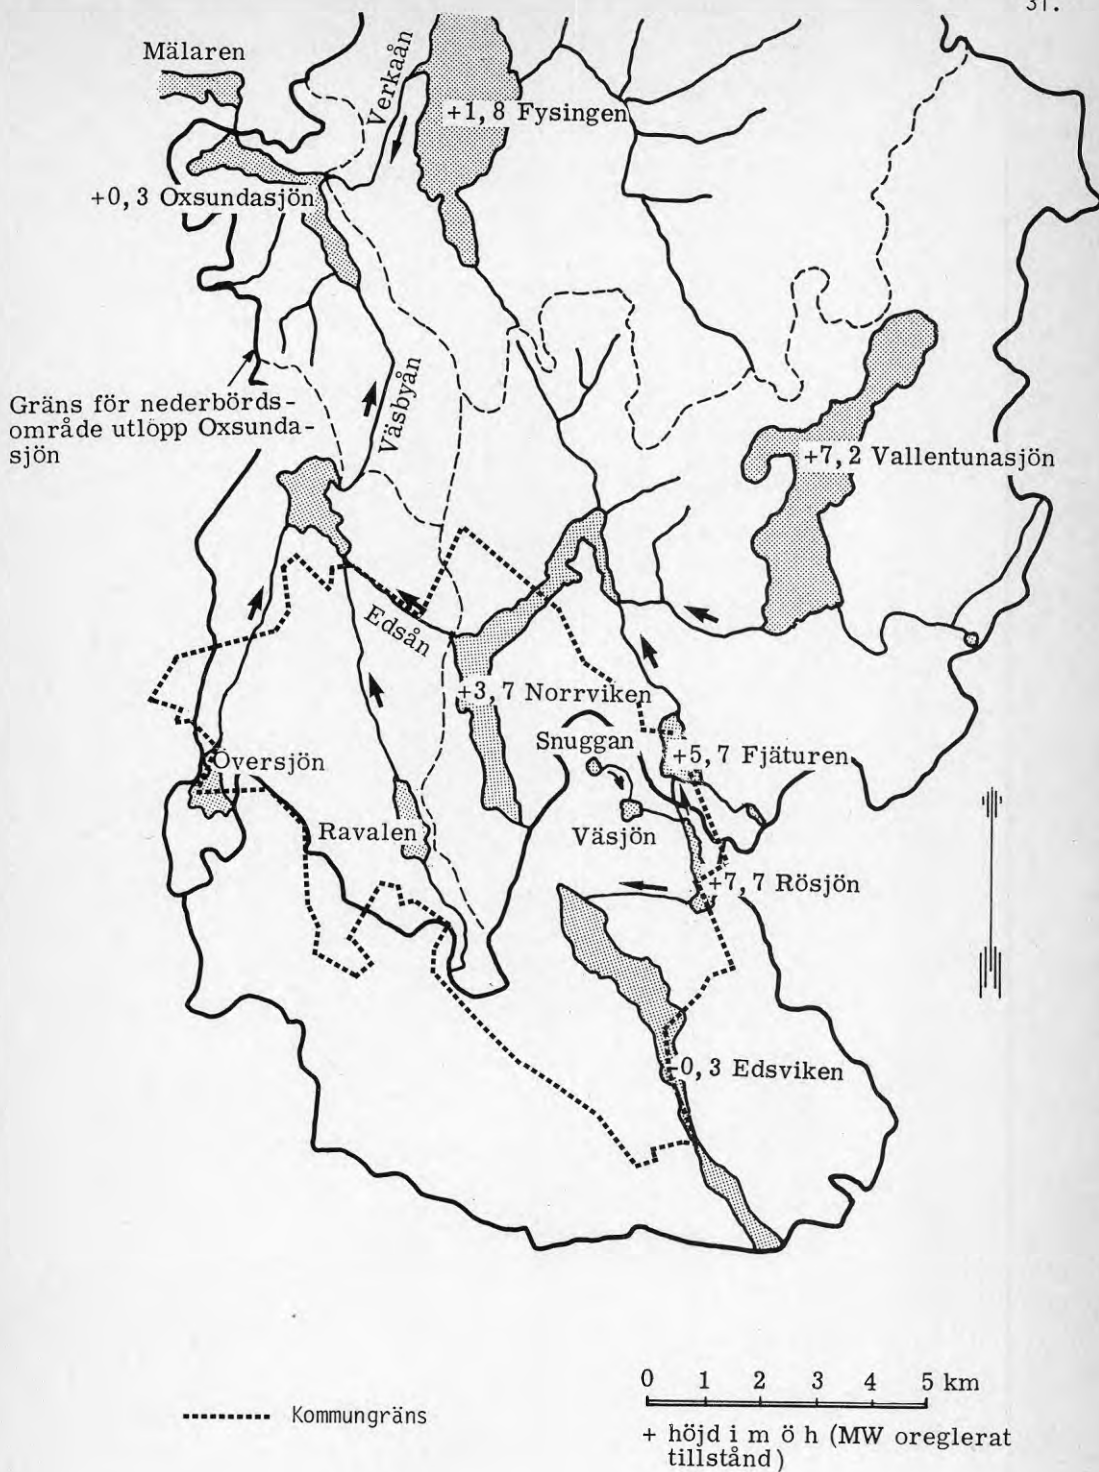 31.
Mälaren
Verkaån
+1, 8 Fysingen
+0, 3 Oxsundasjön
Väsbyån
Gräns för nederbörds-
område utlöpp Oxsunda-
sjön
+7, 2 Vallentunasjön
Edsån
+3, 7 Norrviken
Snuggan
+5, 7 Fjäturen
Översjön
Ravalen
Väsjön
+7, 7 Rösjön
-0, 3 Edsviken
0 1 2 3 4 5 km
Kommungräns
+ höjd i m ö h (MW oreglerat
tillstånd)